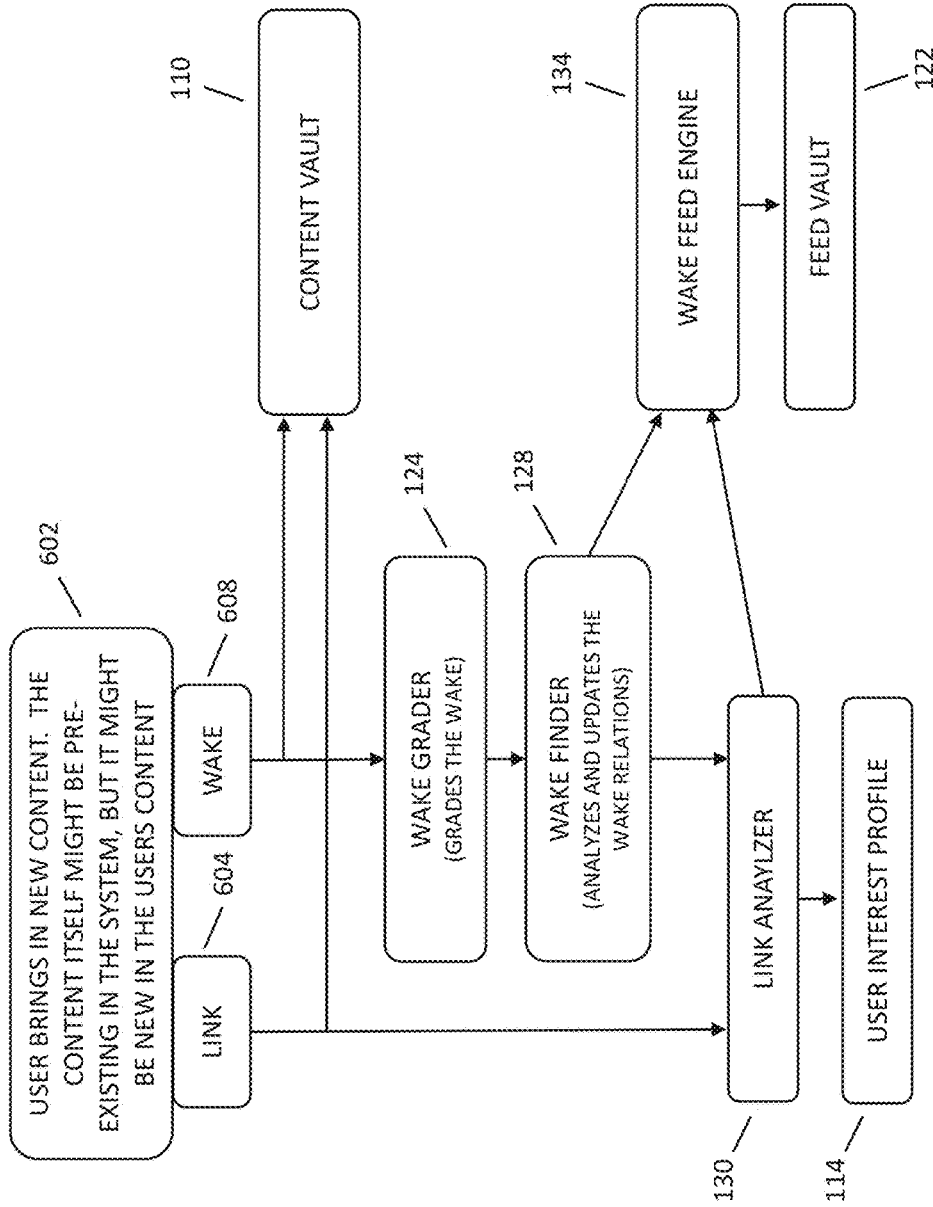 USER BRINGS IN NEW CONTENT. THE
CONTENT ITSELF MIGHT BE PRE-
EXISTING IN THE SYSTEM, BUT IT MIGHT
BE NEW IN THE USERS CONTENT
602
LINK
604
WAKE
608
CONTENT VAULT
110
WAKE GRADER
(GRADES THE WAKE)
124
WAKE FINDER
(ANALYZES AND UPDATES THE
WAKE RELATIONS)
128
WAKE FEED ENGINE
134
LINK ANAYLZER
130
FEED VAULT
122
USER INTEREST PROFILE
114